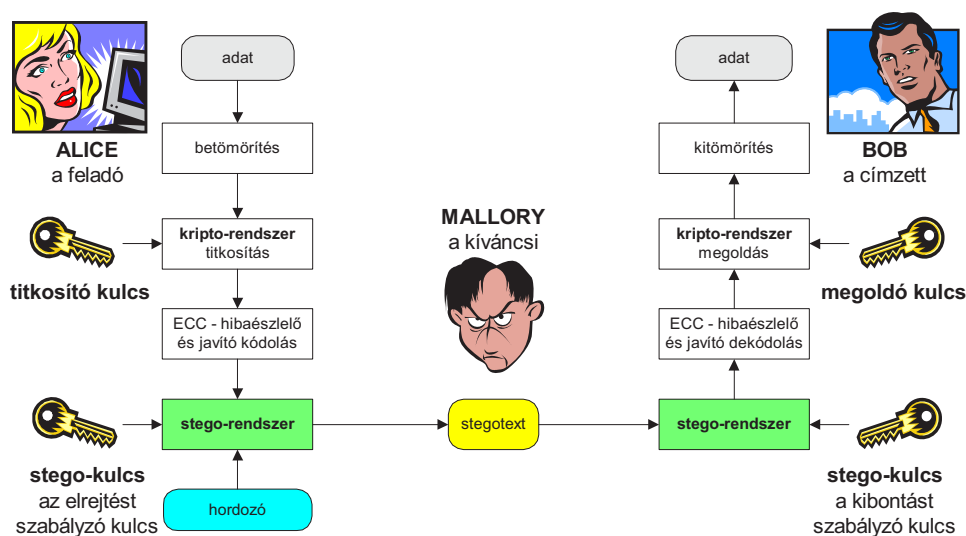 adat
betömörítés
ALICE
a feladó
kripto-rendszer
titkosítás
titkosító kulcs
ECC - hibaészlelő
és javító kódolás
stego-rendszer
stego-kulcs
az elrejtést
szabályzó kulcs
hordozó
MALLORY
a kíváncsi
stegotext
adat
kitömörítés
BOB
a címzett
kripto-rendszer
megoldás
megoldó kulcs
ECC - hibaészlelő
és javító dekódolás
stego-rendszer
stego-kulcs
a kibontást
szabályzó kulcs